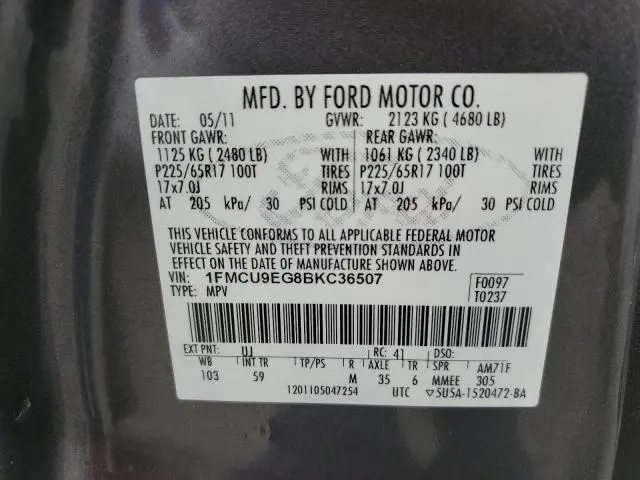 MFD. BY FORD MOTOR CO.
DATE: 05/11 GVWR: 2123 KG ( 4680 LB)
FRONT GAWR: REAR GAWR:
1125 KG ( 2480 LB) WITH 1061 KG ( 2340 LB) WITH
P225/65R17 100T TIRES P225/65R17 100T TIRES
17x7.0J RIMS 17x7.0J RIMS
AT 205 kPa/ 30 PSI COLD AT 205 kPa/ 30 PSI COLD
THIS VEHICLE CONFORMS TO ALL APPLICABLE FEDERAL MOTOR
VEHICLE SAFETY AND THEFT PREVENTION STANDARDS IN
EFFECT ON THE DATE OF MANUFACTURE SHOWN ABOVE.
VIN: 1FMCU9EG8BKC36507 F0097
TYPE: MPV T0237
EXT PNT: UJ RC: 41 DSO:
WB INT TR TP/PS R AXLE TR SPR AM71F
103 59 M 35 6 MMEE 305
1201105047254 UTC ▽5U5A-1520472-BA